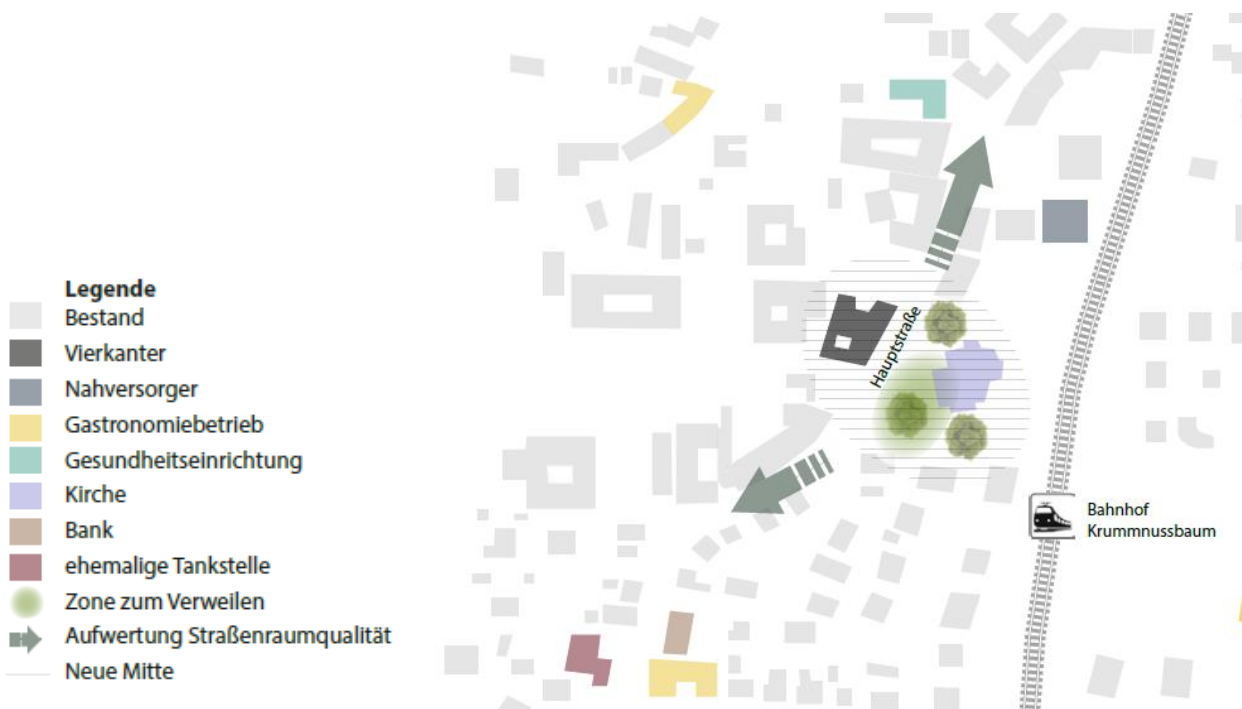 Legende
Bestand
Vierkanter
Nahversorger
Gastronomiebetrieb
Gesundheitseinrichtung
Kirche
Bank
ehemalige Tankstelle
Zone zum Verweilen
Aufwertung Straßenraumqualität
Neue Mitte
Hauptstraße
Bahnhof
Krummnussbaum